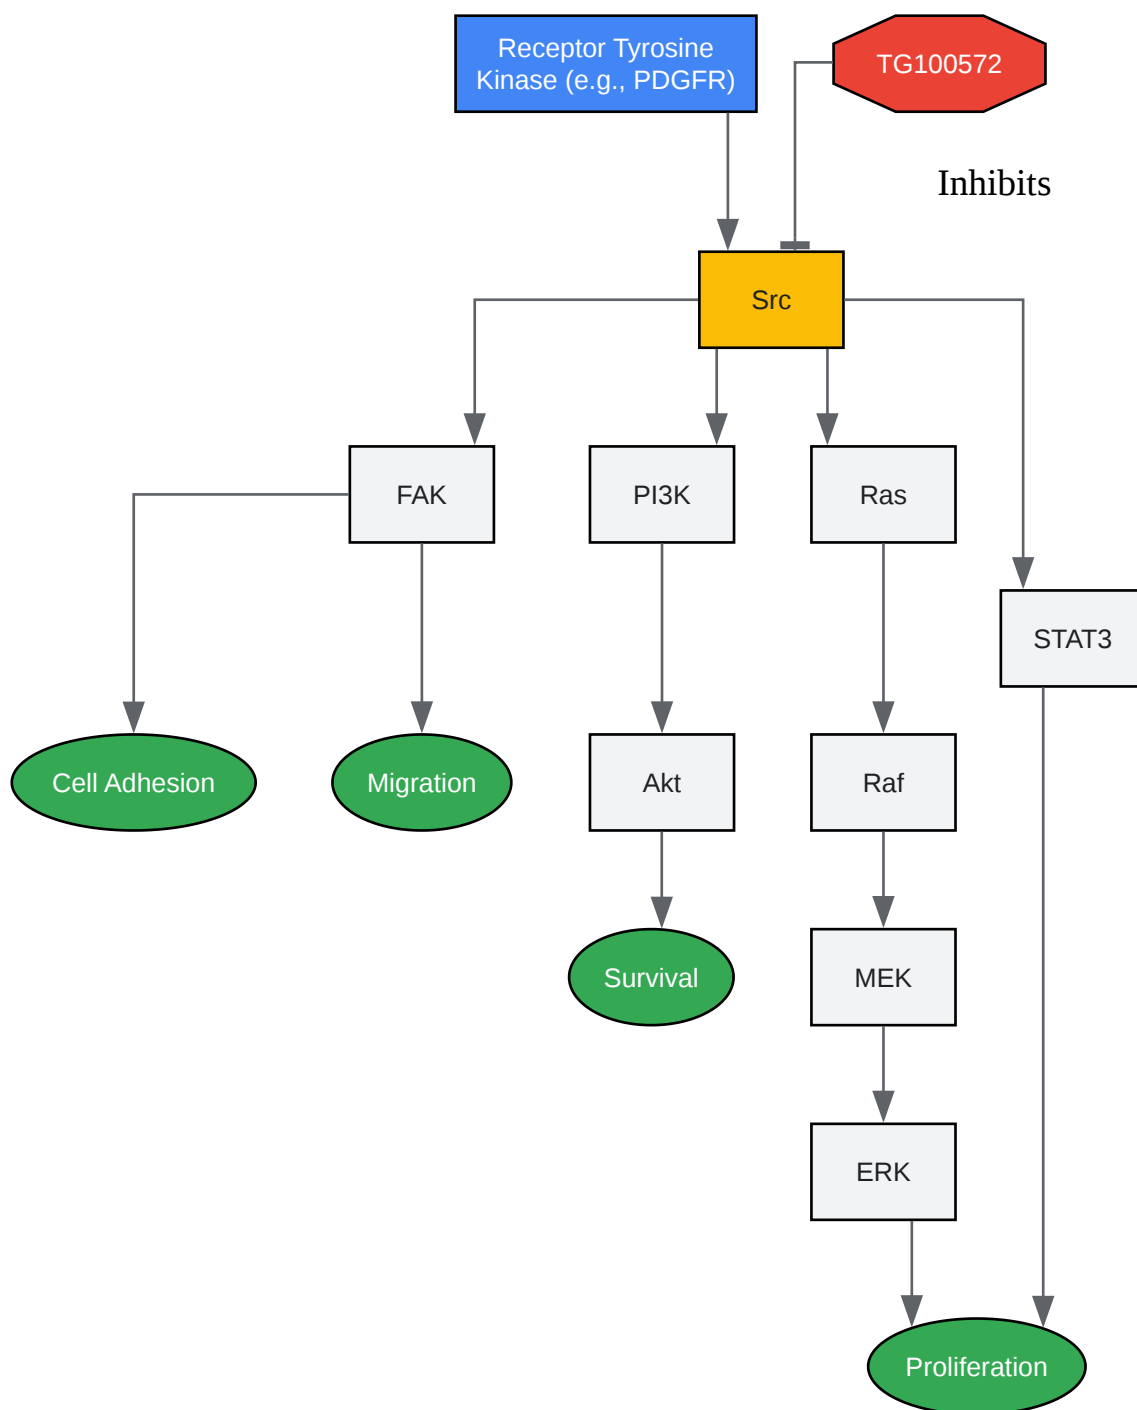 Receptor Tyrosine
Kinase (e.g., PDGFR)
TG100572
Inhibits
Src
FAK
PI3K
Ras
STAT3
Cell Adhesion
Migration
Akt
Raf
Survival
MEK
ERK
Proliferation